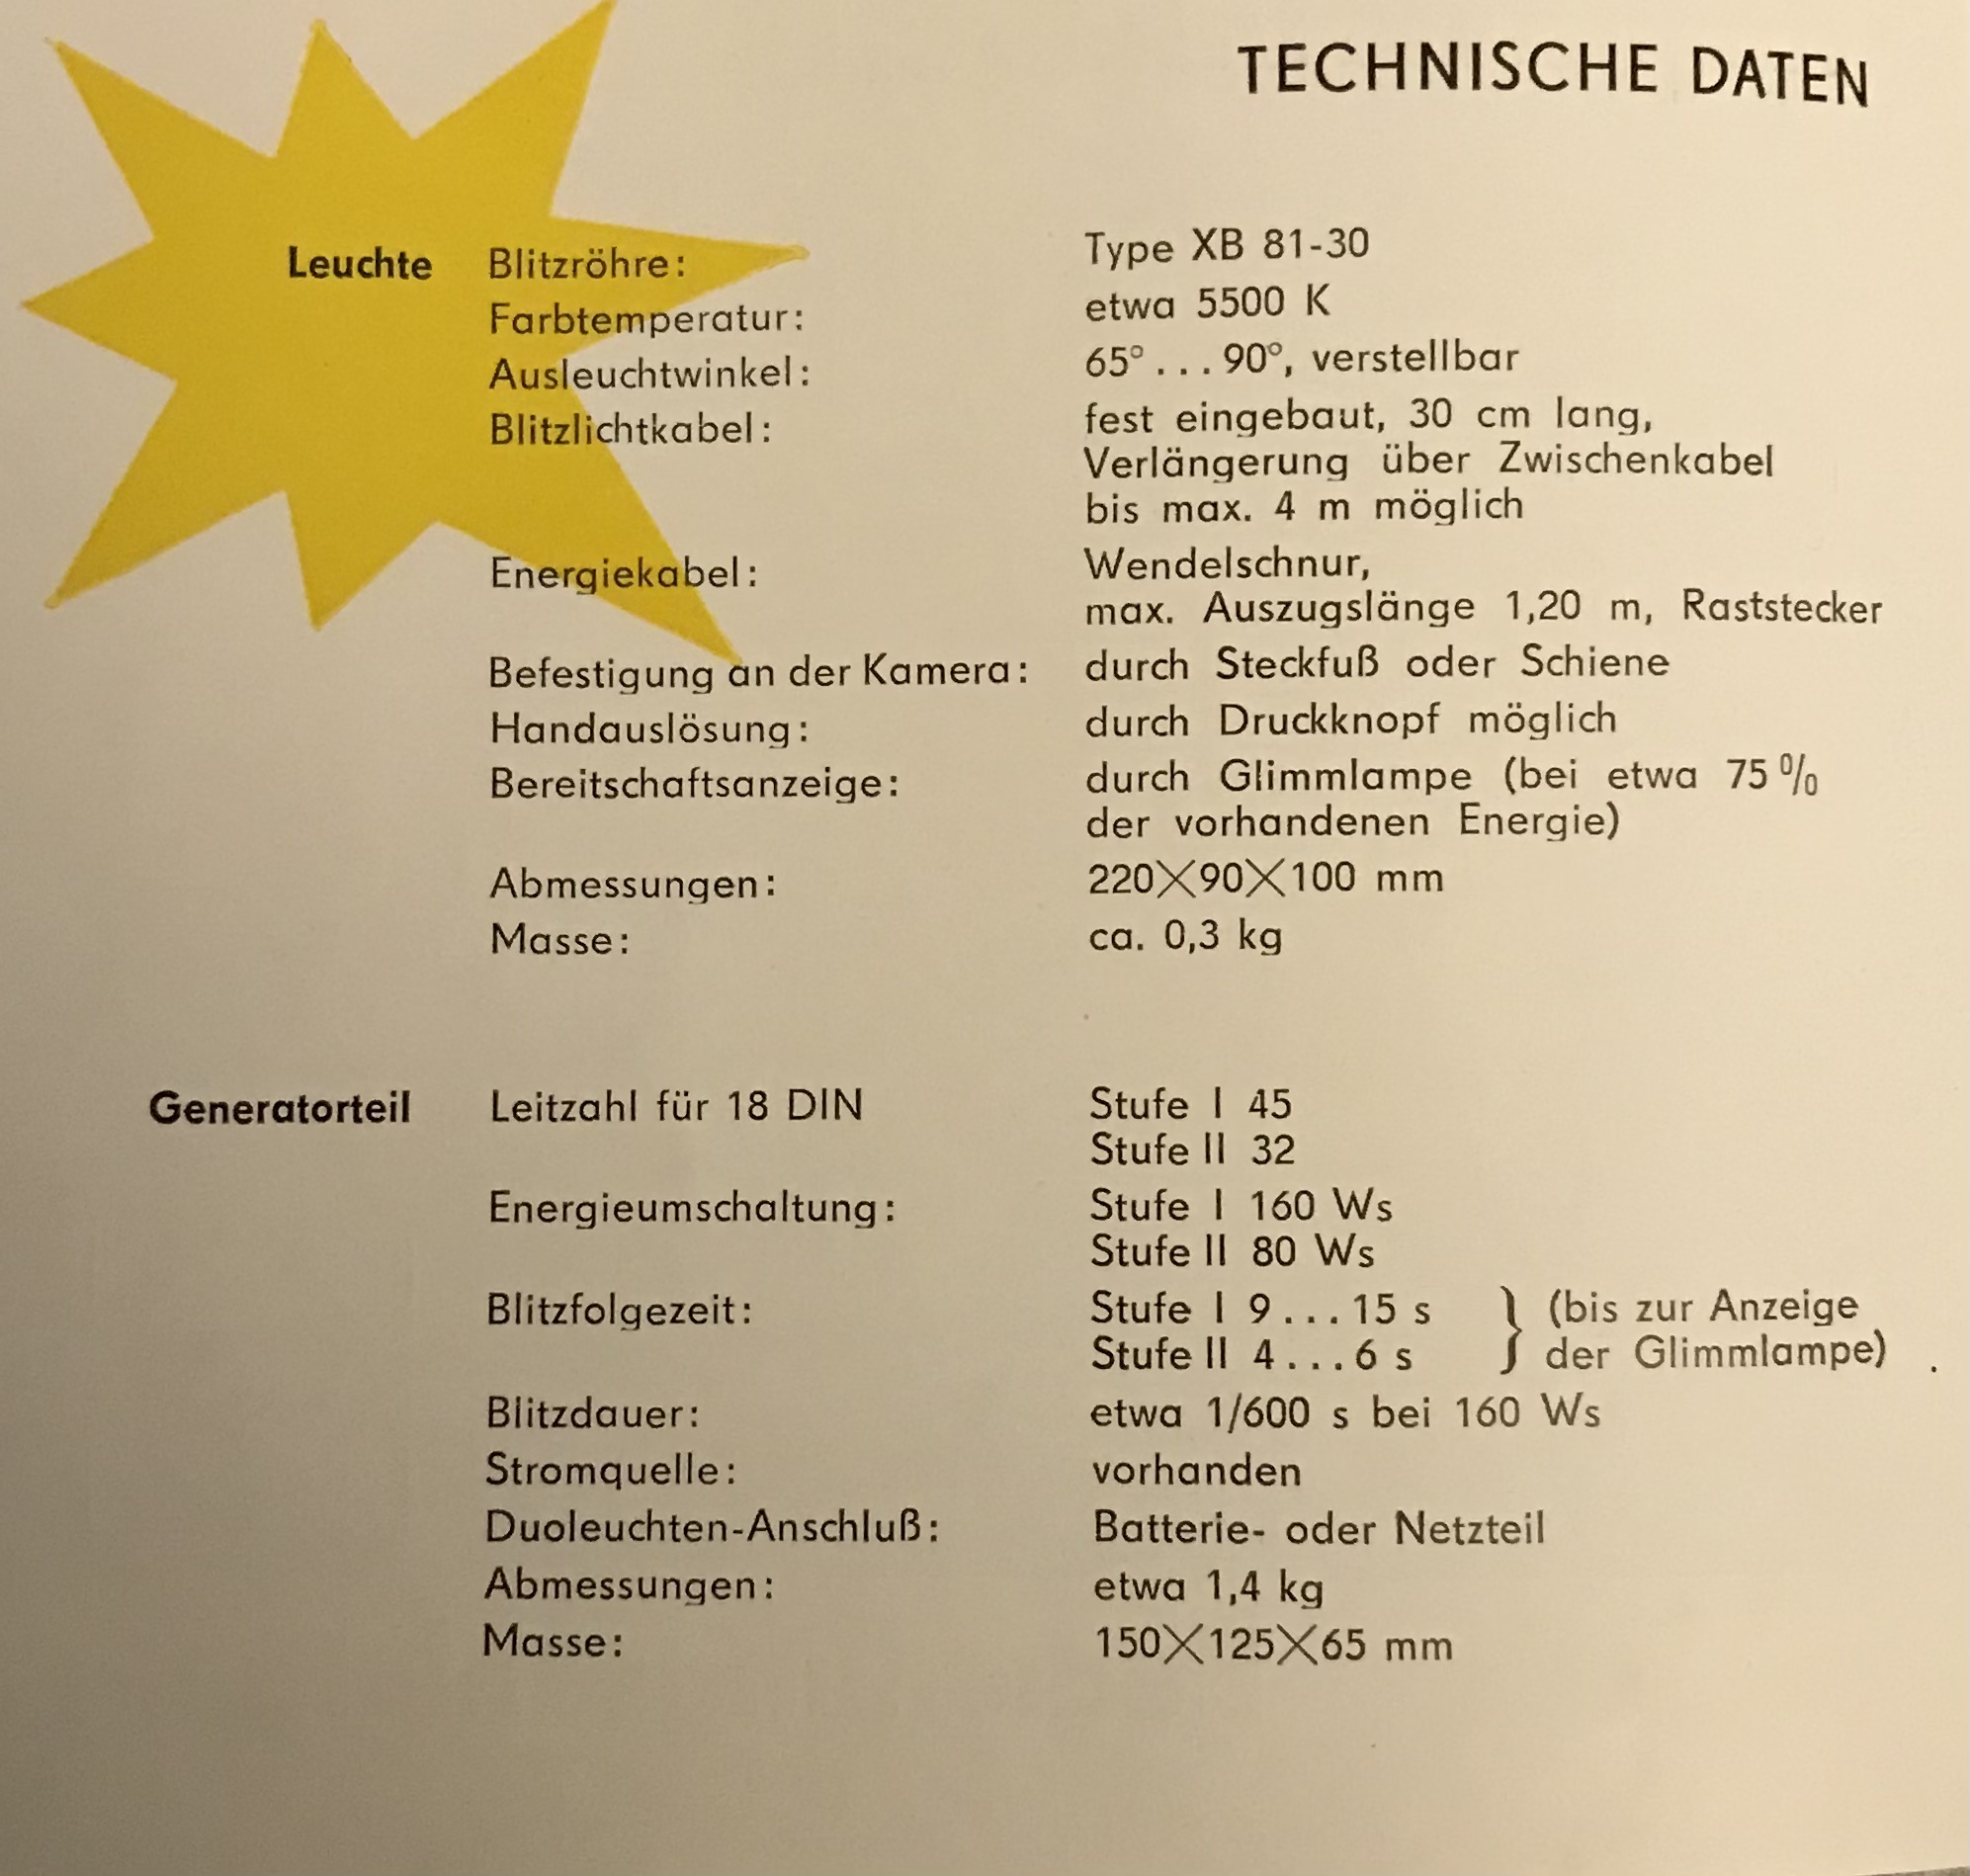 TECHNISCHE DATEN
Leuchte Blitzröhre: Type XB 81-30
Farbtemperatur: etwa 5500 K
Ausleuchtwinkel: 65° . . . 90°, verstellbar
Blitzlichtkabel: fest eingebaut, 30 cm lang,
Verlängerung über Zwischenkabel
bis max. 4 m möglich
Energiekabel: Wendelschnur,
max. Auszugslänge 1,20 m, Raststecker
Befestigung an der Kamera: durch Steckfuß oder Schiene
Handauslösung: durch Druckknopf möglich
Bereitschaftsanzeige: durch Glimmlampe (bei etwa 75 %
der vorhandenen Energie)
Abmessungen: 220×90×100 mm
Masse: ca. 0,3 kg
Generatorteil Leitzahl für 18 DIN Stufe I 45
Stufe II 32
Energieumschaltung: Stufe I 160 Ws
Stufe II 80 Ws
Blitzfolgezeit: Stufe I 9 . . . 15 s } (bis zur Anzeige
Stufe II 4 . . . 6 s der Glimmlampe)
Blitzdauer: etwa 1/600 s bei 160 Ws
Stromquelle: vorhanden
Duoleuchten-Anschluß: Batterie- oder Netzteil
Abmessungen: etwa 1,4 kg
Masse: 150×125×65 mm